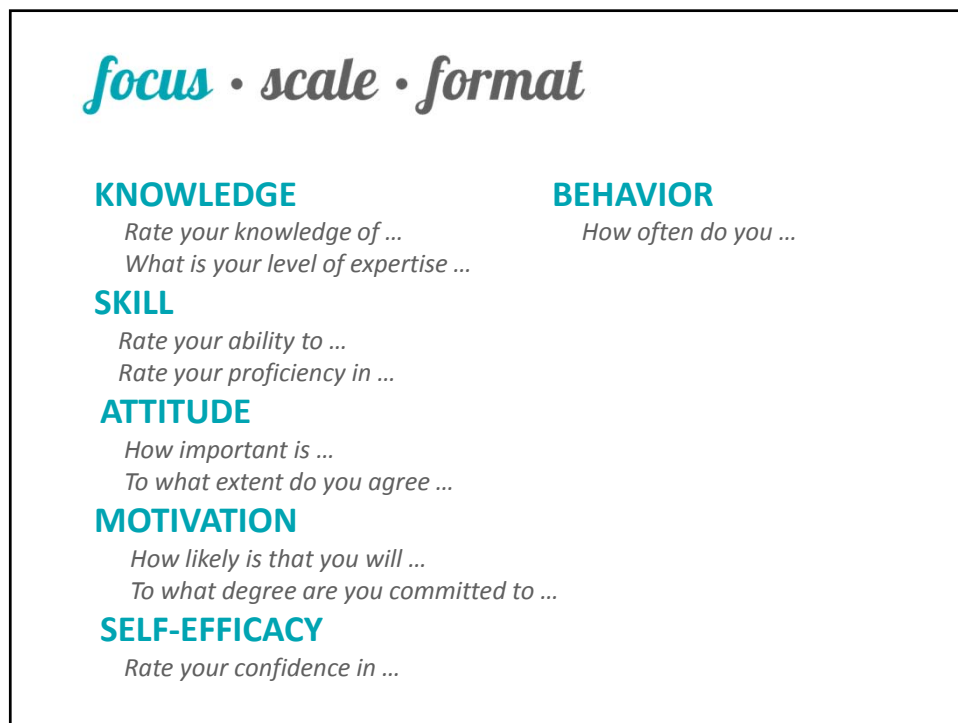 focus • scale • format
KNOWLEDGE
Rate your knowledge of …
What is your level of expertise …
SKILL
Rate your ability to …
Rate your proficiency in …
ATTITUDE
How important is …
To what extent do you agree …
MOTIVATION
How likely is that you will …
To what degree are you committed to …
SELF-EFFICACY
Rate your confidence in …
BEHAVIOR
How often do you …